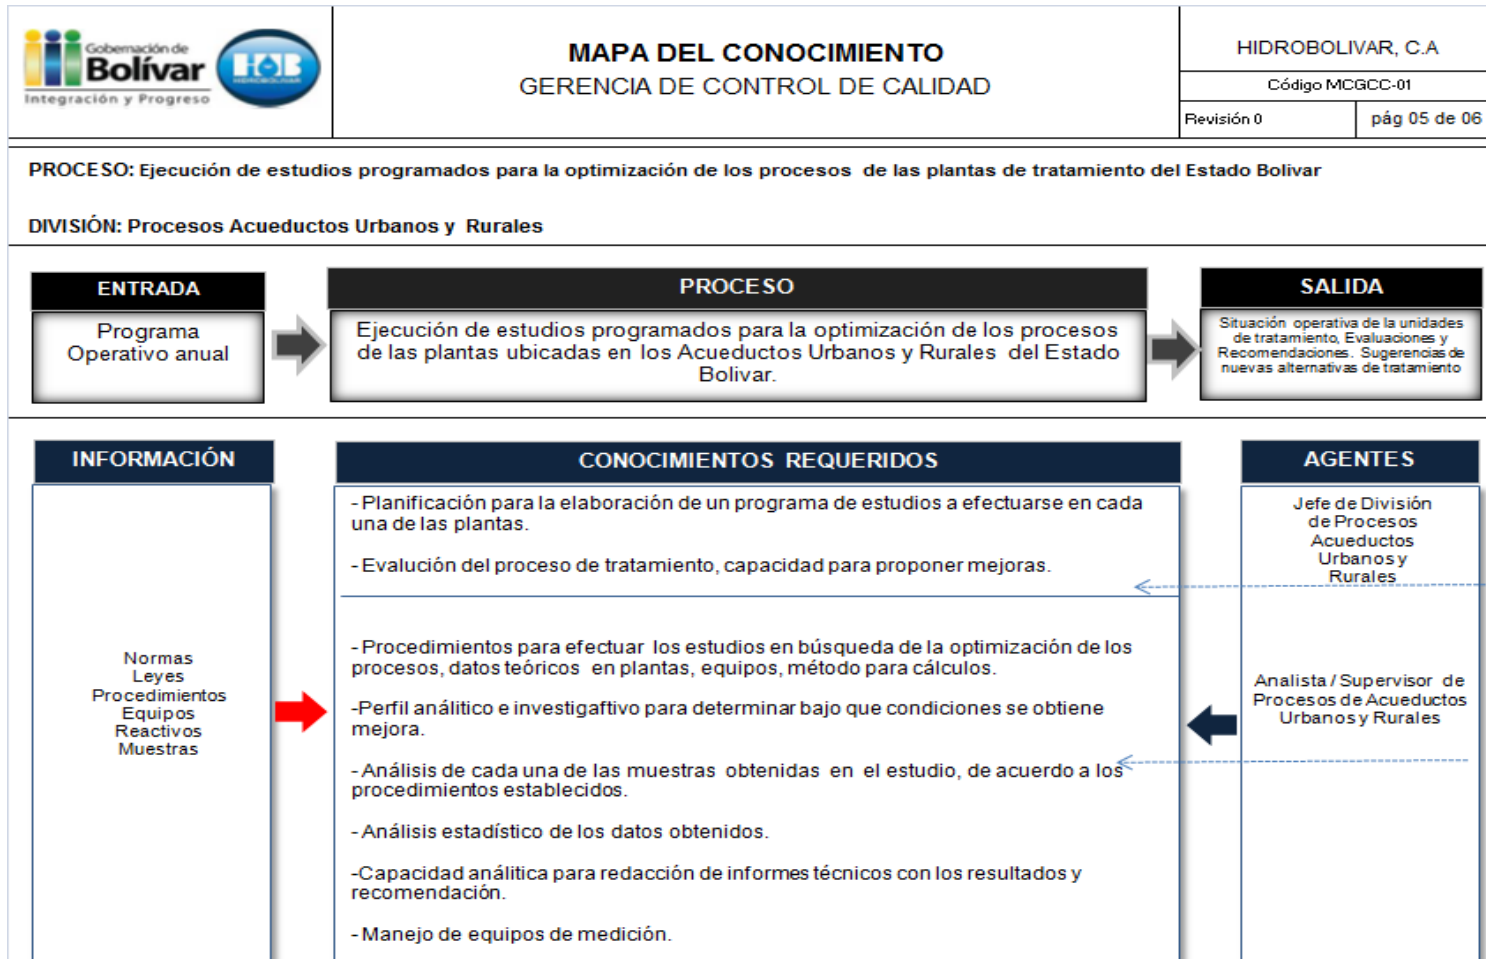 Gobernación de
Bolívar
Integración y Progreso
HOB
HIDROBOLIVAR
MAPA DEL CONOCIMIENTO
GERENCIA DE CONTROL DE CALIDAD
HIDROBOLIVAR, C.A
Código MCGCC-01
Revisión 0
pág 05 de 06
PROCESO: Ejecución de estudios programados para la optimización de los procesos de las plantas de tratamiento del Estado Bolivar
DIVISIÓN: Procesos Acueductos Urbanos y Rurales
ENTRADA
Programa
Operativo anual
PROCESO
Ejecución de estudios programados para la optimización de los procesos
de las plantas ubicadas en los Acueductos Urbanos y Rurales del Estado
Bolivar.
SALIDA
Situación operativa de la unidades
de tratamiento, Evaluaciones y
Recomendaciones. Sugerencias de
nuevas alternativas de tratamiento
INFORMACIÓN
Normas
Leyes
Procedimientos
Equipos
Reactivos
Muestras
CONOCIMIENTOS REQUERIDOS
- Planificación para la elaboración de un programa de estudios a efectuarse en cada
una de las plantas.
- Evalución del proceso de tratamiento, capacidad para proponer mejoras.
- Procedimientos para efectuar los estudios en búsqueda de la optimización de los
procesos, datos teóricos en plantas, equipos, método para cálculos.
-Perfil análitico e investigaftivo para determinar bajo que condiciones se obtiene
mejora.
- Análisis de cada una de las muestras obtenidas en el estudio, de acuerdo a los
procedimientos establecidos.
- Análisis estadístico de los datos obtenidos.
-Capacidad análitica para redacción de informes técnicos con los resultados y
recomendación.
- Manejo de equipos de medición.
AGENTES
Jefe de División
de Procesos
Acueductos
Urbanos y
Rurales
Analista / Supervisor de
Procesos de Acueductos
Urbanos y Rurales